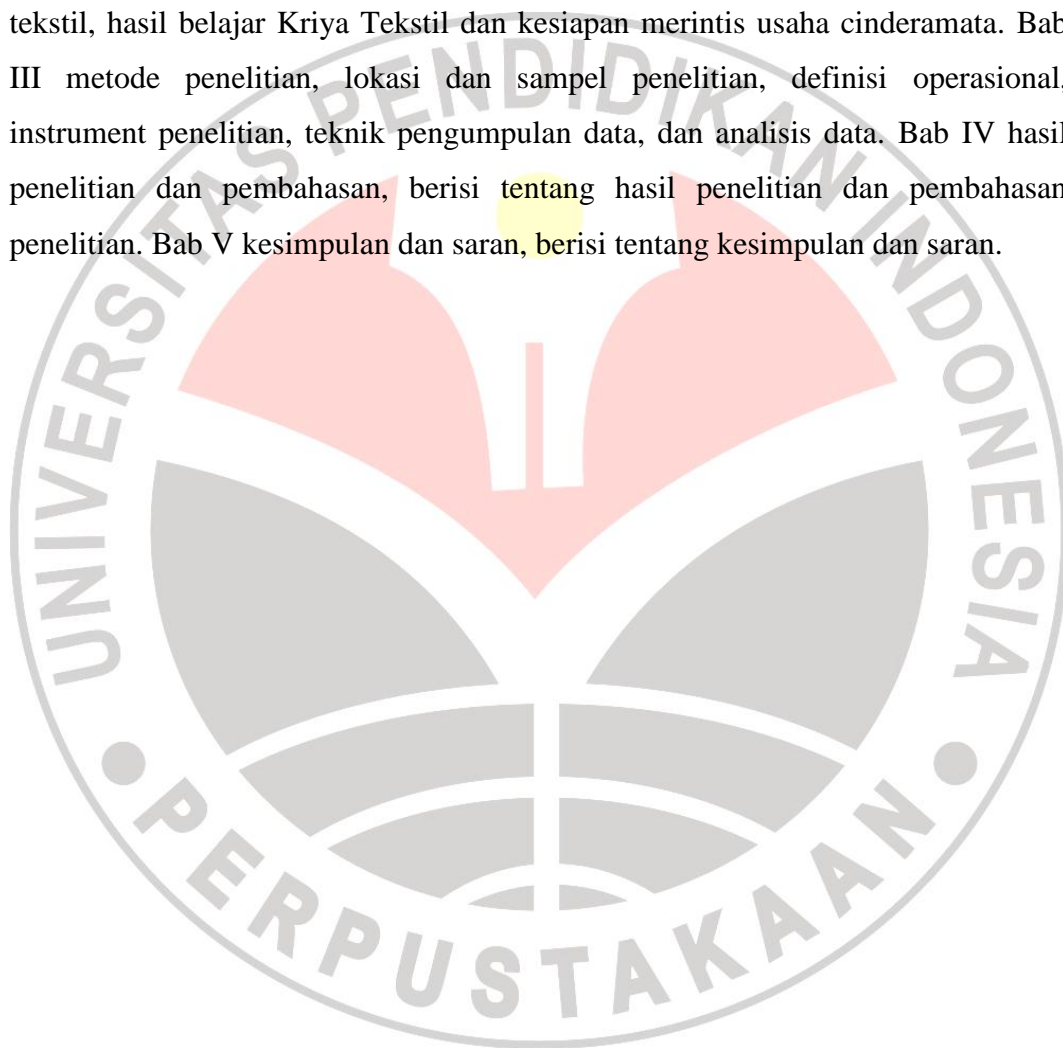 tekstil, hasil belajar Kriya Tekstil dan kesiapan merintis usaha cinderamata. Bab
III metode penelitian, lokasi dan sampel penelitian, definisi operasional,
instrument penelitian, teknik pengumpulan data, dan analisis data. Bab IV hasil
penelitian dan pembahasan, berisi tentang hasil penelitian dan pembahasan
penelitian. Bab V kesimpulan dan saran, berisi tentang kesimpulan dan saran.
UNIVERSITAS PENDIDIKAN INDONESIA
PERPUSTAKAAN